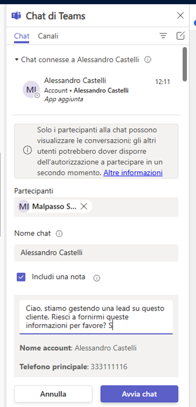 Chat di Teams
Chat Canali
Chat connesse a Alessandro Castelli
MI
Alessandro Castelli 12:11
Account • Alessandro Castelli
App aggiunta
Solo i partecipanti alla chat possono
visualizzare le conversazioni: gli altri
utenti potrebbero dover disporre
dell'autorizzazione a partecipare in un
secondo momento. Altre informazioni
Partecipanti
MI Malpasso S...
Nome chat
Alessandro Castelli
Includi una nota
Ciao, stiamo gestendo una lead su questo
cliente. Riesci a fornirmi queste
informazioni per favore? S
Nome account: Alessandro Castelli
Telefono principale: 333111116
Annulla Avvia chat